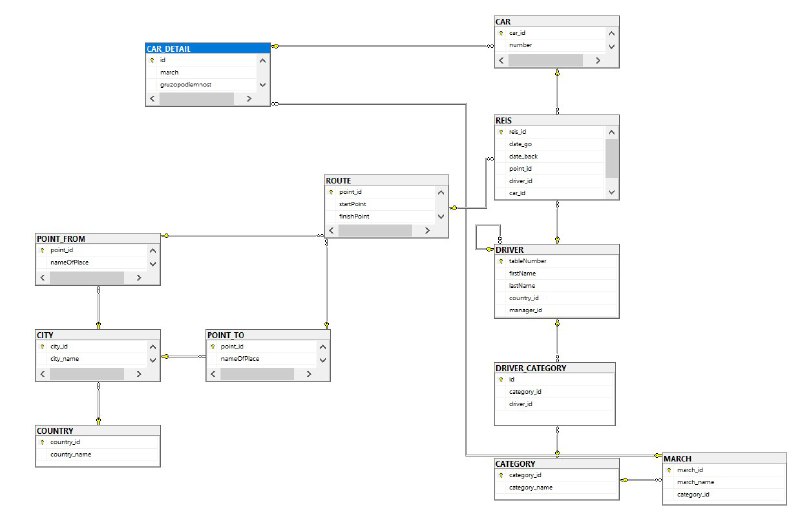 CAR
car_id
number
CAR_DETAIL
id
march
gruzopodiemnost
REIS
reis_id
date_go
date_back
point_id
driver_id
car_id
ROUTE
point_id
startPoint
finishPoint
POINT_FROM
point_id
nameOfPlace
DRIVER
tableNumber
firstName
lastName
country_id
manager_id
CITY
city_id
city_name
POINT_TO
point_id
nameOfPlace
DRIVER_CATEGORY
id
category_id
driver_id
COUNTRY
country_id
country_name
CATEGORY
category_id
category_name
MARCH
march_id
march_name
category_id